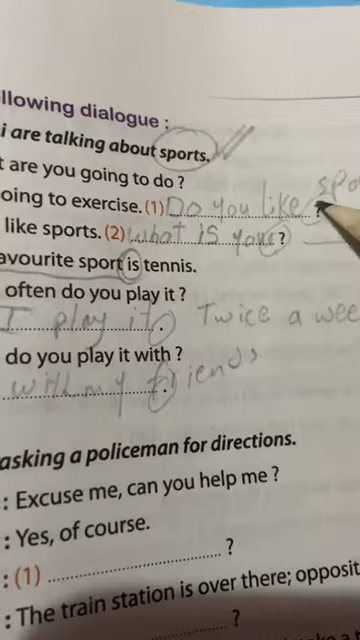 llowing dialogue :
i are talking about sports.
t are you going to do ?
oing to exercise. (1) Do you like spo ?
like sports. (2) what is your ?
avourite sport is tennis.
often do you play it ?
I play it Twice a wee
do you play it with ?
with my friends
asking a policeman for directions.
: Excuse me, can you help me ?
: Yes, of course.
: (1) ?
: The train station is over there; opposit
?